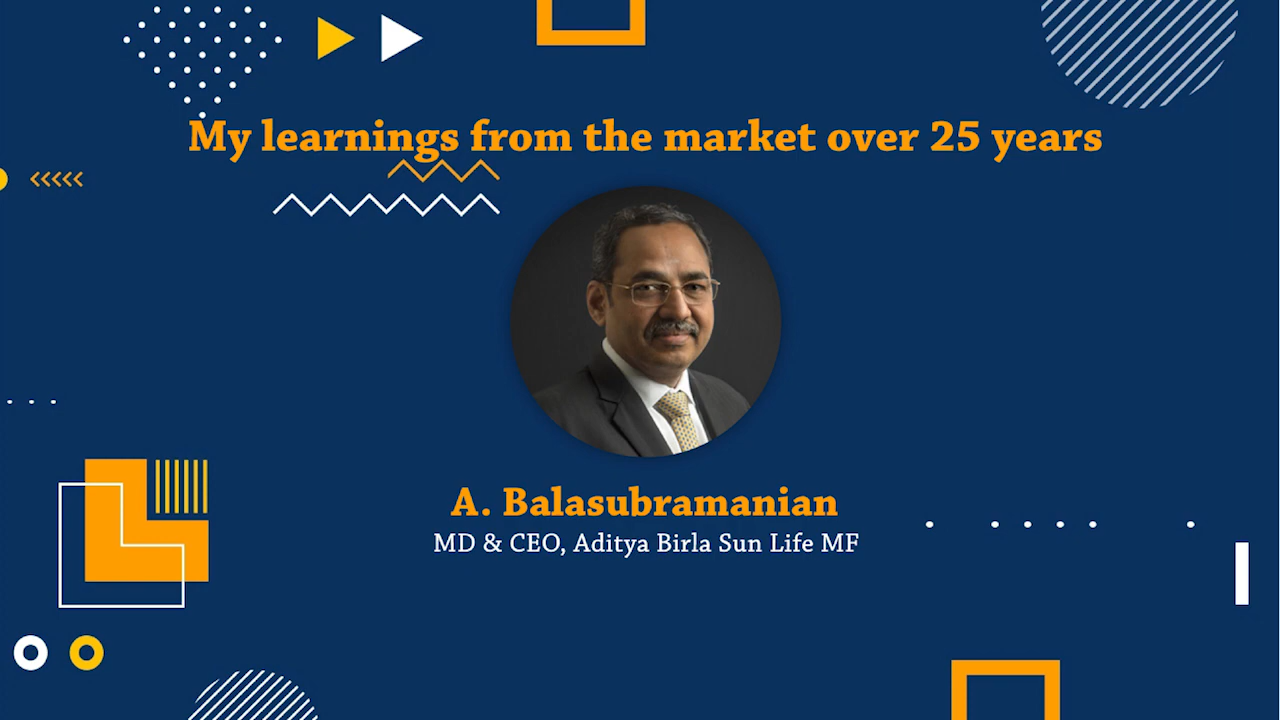 My learnings from the market over 25 years
A. Balasubramanian
MD & CEO, Aditya Birla Sun Life MF